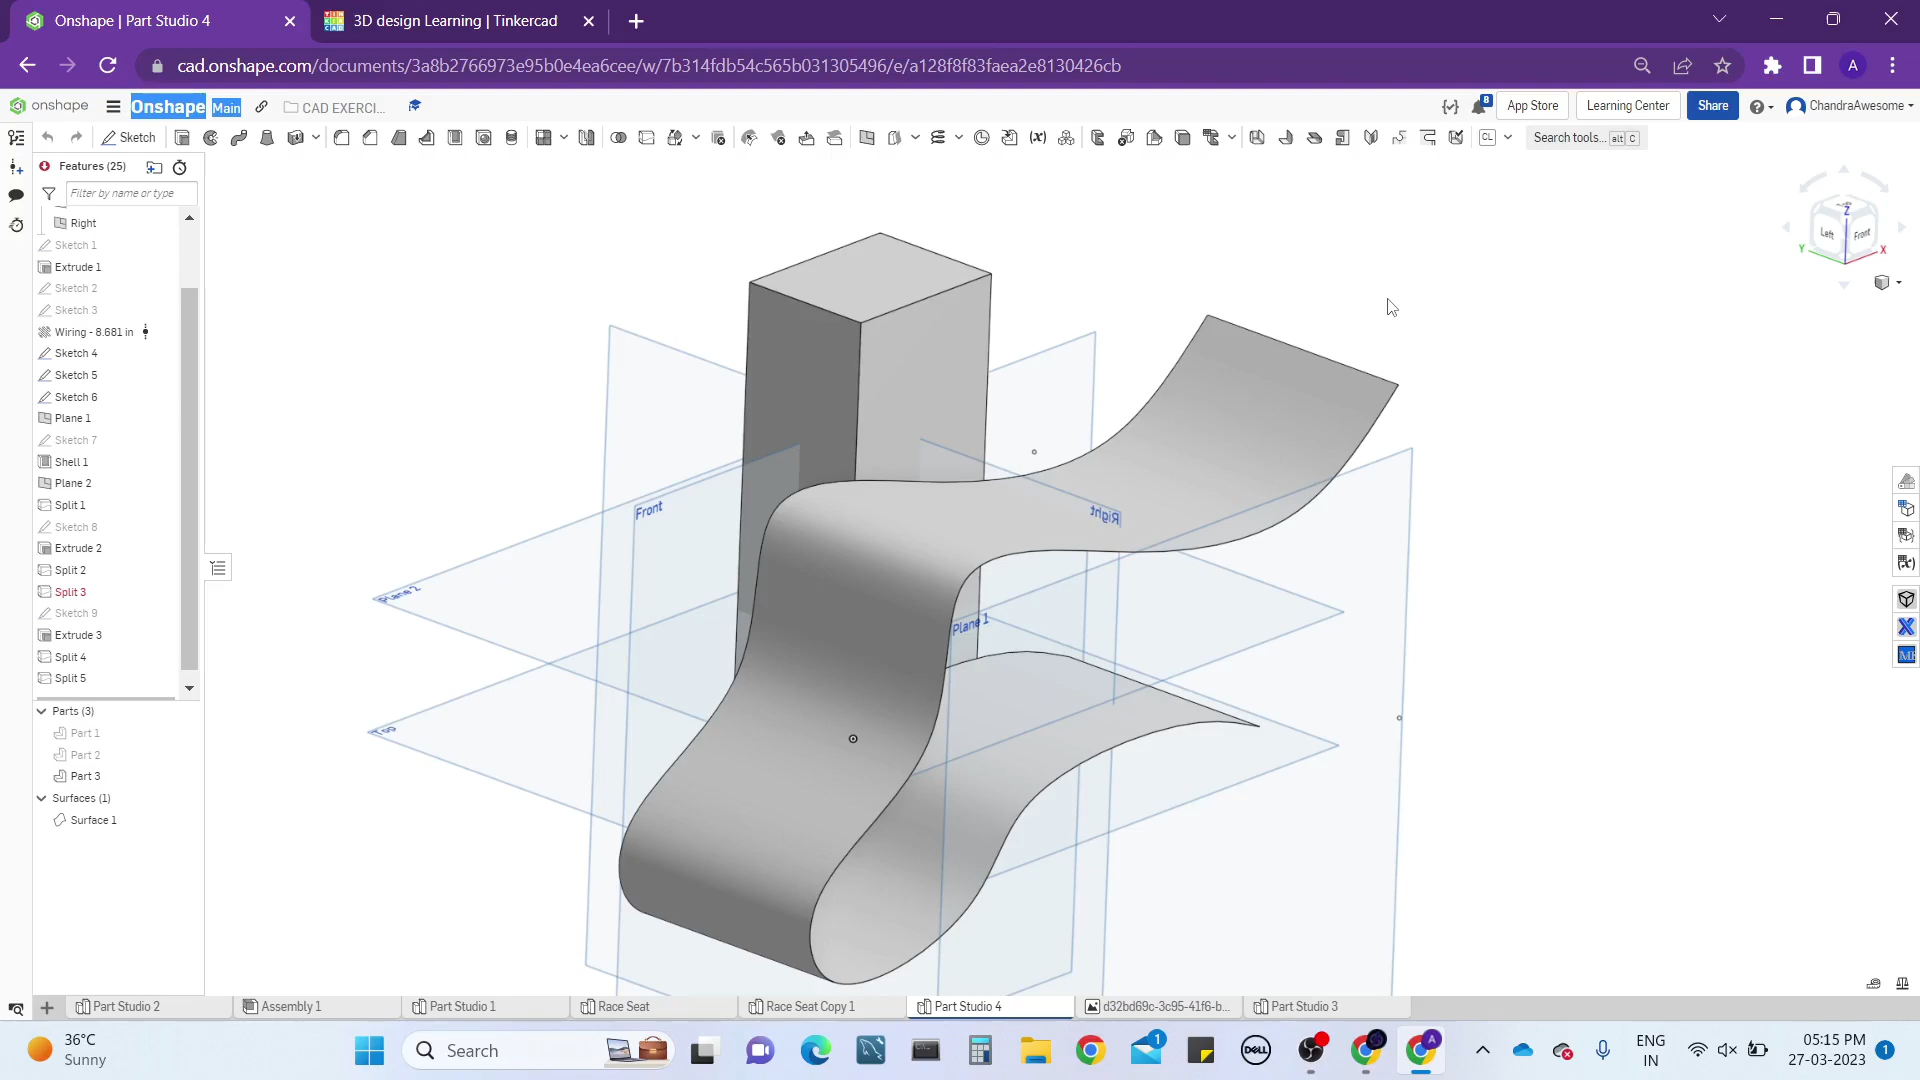 Onshape | Part Studio 4
3D design Learning | Tinkercad
cad.onshape.com/documents/3a8b2766973e95b0e4ea6cee/w/7b314fdb54c565b031305496/e/a128f8f83faea2e8130426cb
A
onshape
Onshape Main
CAD EXERCI...
8
App Store
Learning Center
Share
ChandraAwesome
Sketch
CL
Search tools... alt C
Features (25)
Filter by name or type
Right
Sketch 1
Extrude 1
Sketch 2
Sketch 3
Wiring - 8.681 in
Sketch 4
Sketch 5
Sketch 6
Plane 1
Sketch 7
Shell 1
Plane 2
Split 1
Sketch 8
Extrude 2
Split 2
Split 3
Sketch 9
Extrude 3
Split 4
Split 5
Parts (3)
Part 1
Part 2
Part 3
Surfaces (1)
Surface 1
Front
Right
Plane 2
Plane 1
Top
Z
Left
Front
Y
X
Part Studio 2
Assembly 1
Part Studio 1
Race Seat
Race Seat Copy 1
Part Studio 4
d32bd69c-3c95-41f6-b...
Part Studio 3
36°C
Sunny
Search
1
DELL
A
ENG
IN
05:15 PM
27-03-2023
1